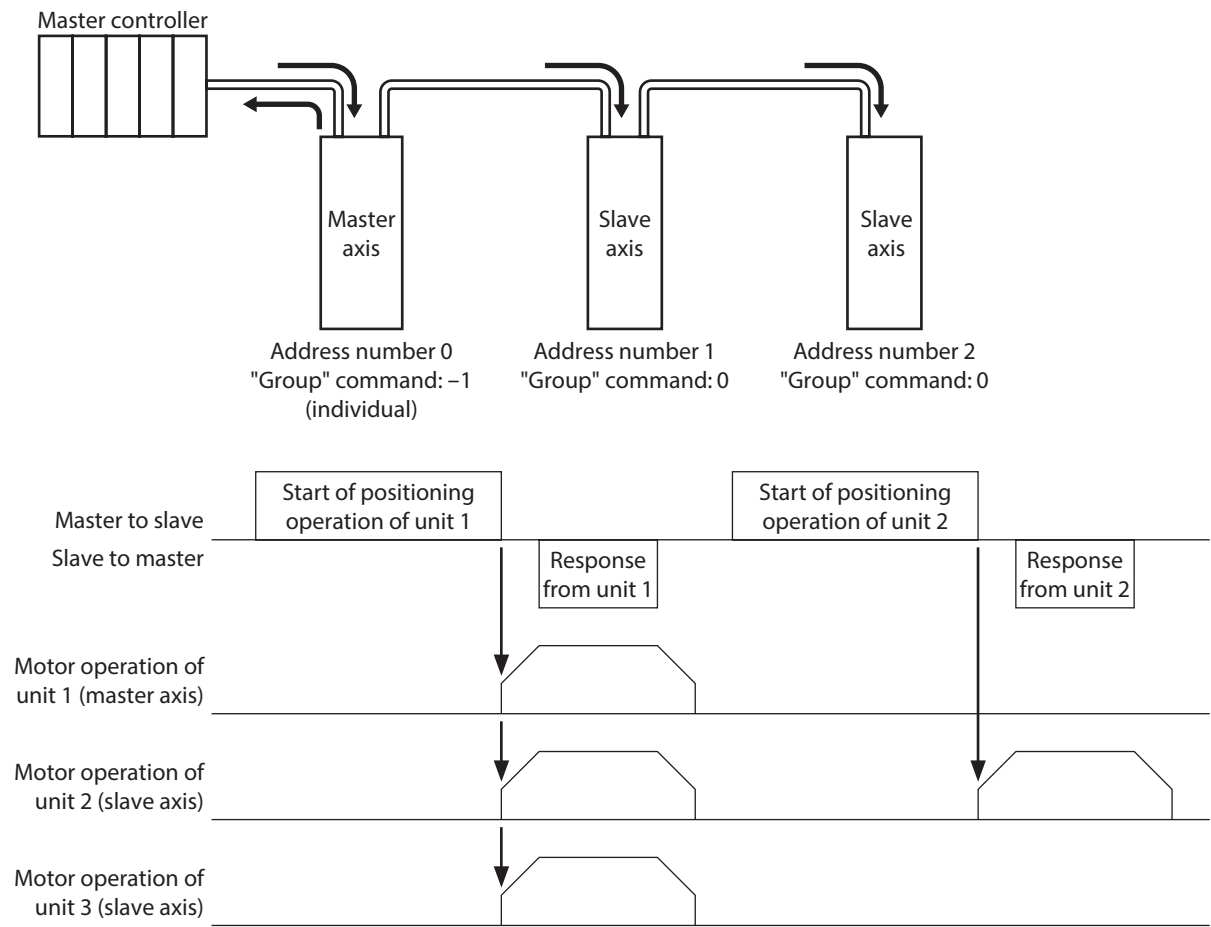 Master controller
Master
axis
Slave
axis
Slave
axis
Address number 0
"Group" command: –1
(individual)
Address number 1
"Group" command: 0
Address number 2
"Group" command: 0
Master to slave
Slave to master
Start of positioning
operation of unit 1
Response
from unit 1
Start of positioning
operation of unit 2
Response
from unit 2
Motor operation of
unit 1 (master axis)
Motor operation of
unit 2 (slave axis)
Motor operation of
unit 3 (slave axis)